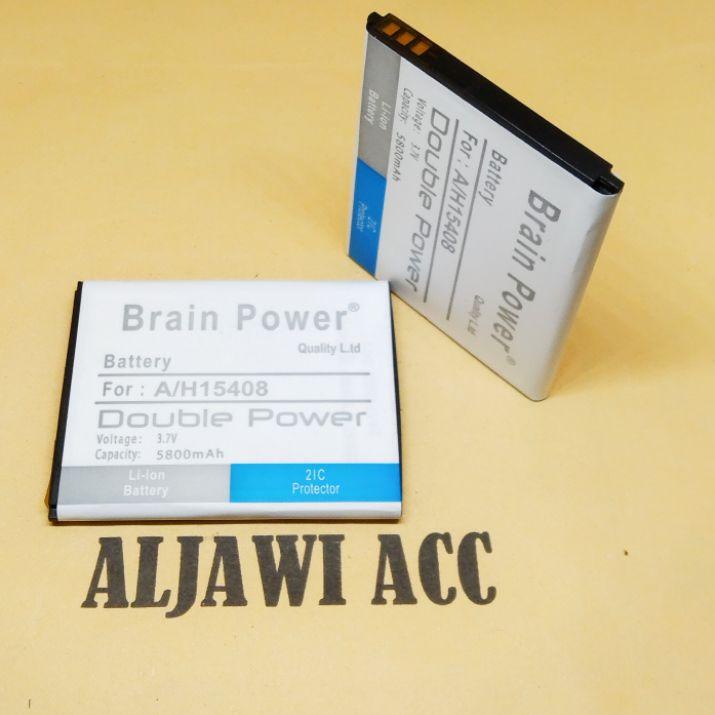 Brain Power®
Quality L.td
Battery
For : A/H15408
Double Power
Voltage: 3.7V
Capacity: 5800mAh
Li-Ion
Battery
2IC
Protector
Brain Power®
Quality L.td
Battery
For : A/H15408
Double Power
Voltage: 3.7V
Capacity: 5800mAh
Li-Ion
Battery
2IC
Protector
ALJAWI ACC